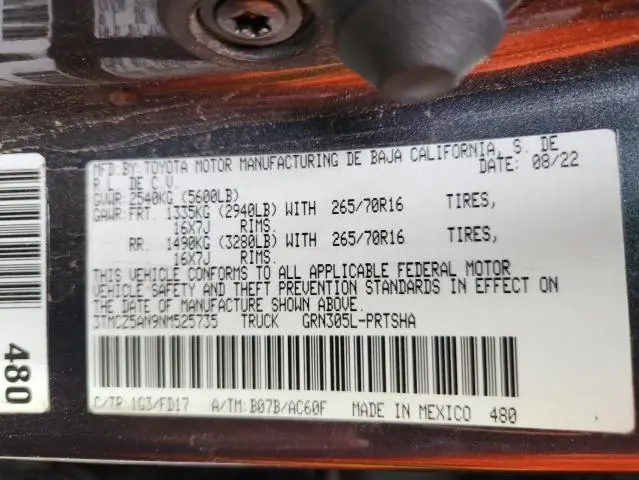 MFD.BY:TOYOTA MOTOR MANUFACTURING DE BAJA CALIFORNIA, S. DE
R.L. DE C.V. DATE: 08/22
GVWR 2540KG (5600LB)
GAWR:FRT. 1335KG (2940LB) WITH 265/70R16 TIRES,
16X7J RIMS.
RR. 1490KG (3280LB) WITH 265/70R16 TIRES,
16X7J RIMS.
THIS VEHICLE CONFORMS TO ALL APPLICABLE FEDERAL MOTOR
VEHICLE SAFETY AND THEFT PREVENTION STANDARDS IN EFFECT ON
THE DATE OF MANUFACTURE SHOWN ABOVE.
3TMCZ5AN9NM525735 TRUCK GRN305L-PRTSHA
C/TR:1G3/FD17 A/TM:B07B/AC60F MADE IN MEXICO 480
480